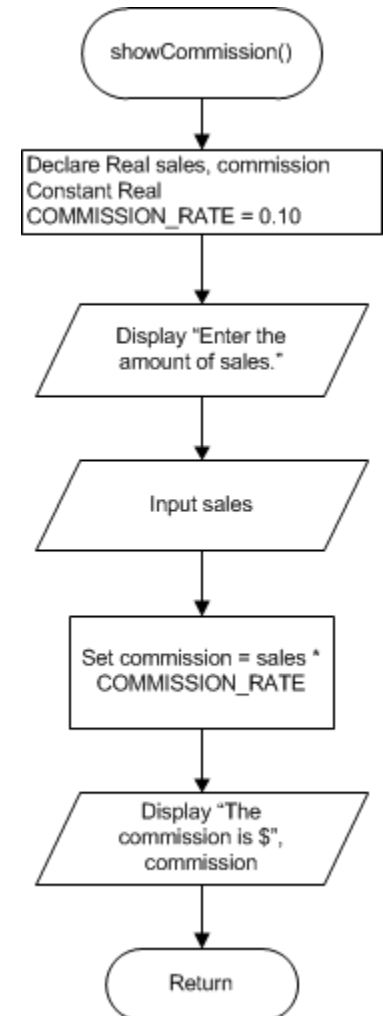 showCommission()
Declare Real sales, commission
Constant Real
COMMISSION_RATE = 0.10
Display “Enter the
amount of sales.”
Input sales
Set commission = sales *
COMMISSION_RATE
Display “The
commission is $”,
commission
Return